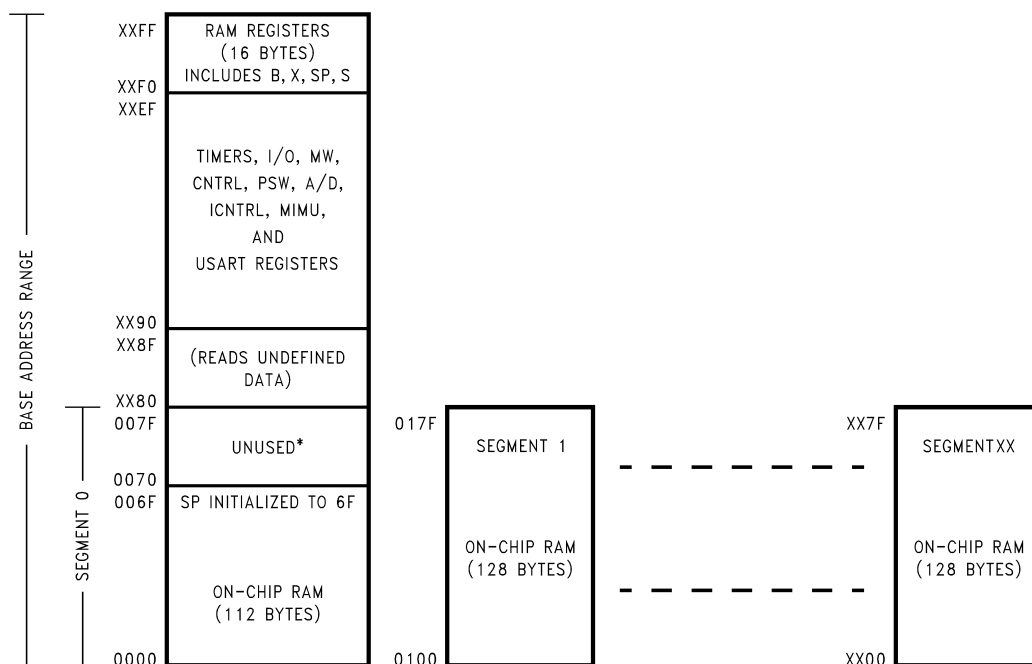 XXFF
RAM REGISTERS
(16 BYTES)
INCLUDES B, X, SP, S
XXF0
XXEF
TIMERS, I/O, MW,
CNTRL, PSW, A/D,
ICNTRL, MIMU,
AND
USART REGISTERS
XX90
XX8F
(READS UNDEFINED
DATA)
XX80
BASE ADDRESS RANGE
007F
UNUSED*
0070
006F
SP INITIALIZED TO 6F
ON-CHIP RAM
(112 BYTES)
0000
SEGMENT 0
017F
SEGMENT 1
ON-CHIP RAM
(128 BYTES)
0100
XX7F
SEGMENTXX
ON-CHIP RAM
(128 BYTES)
XX00